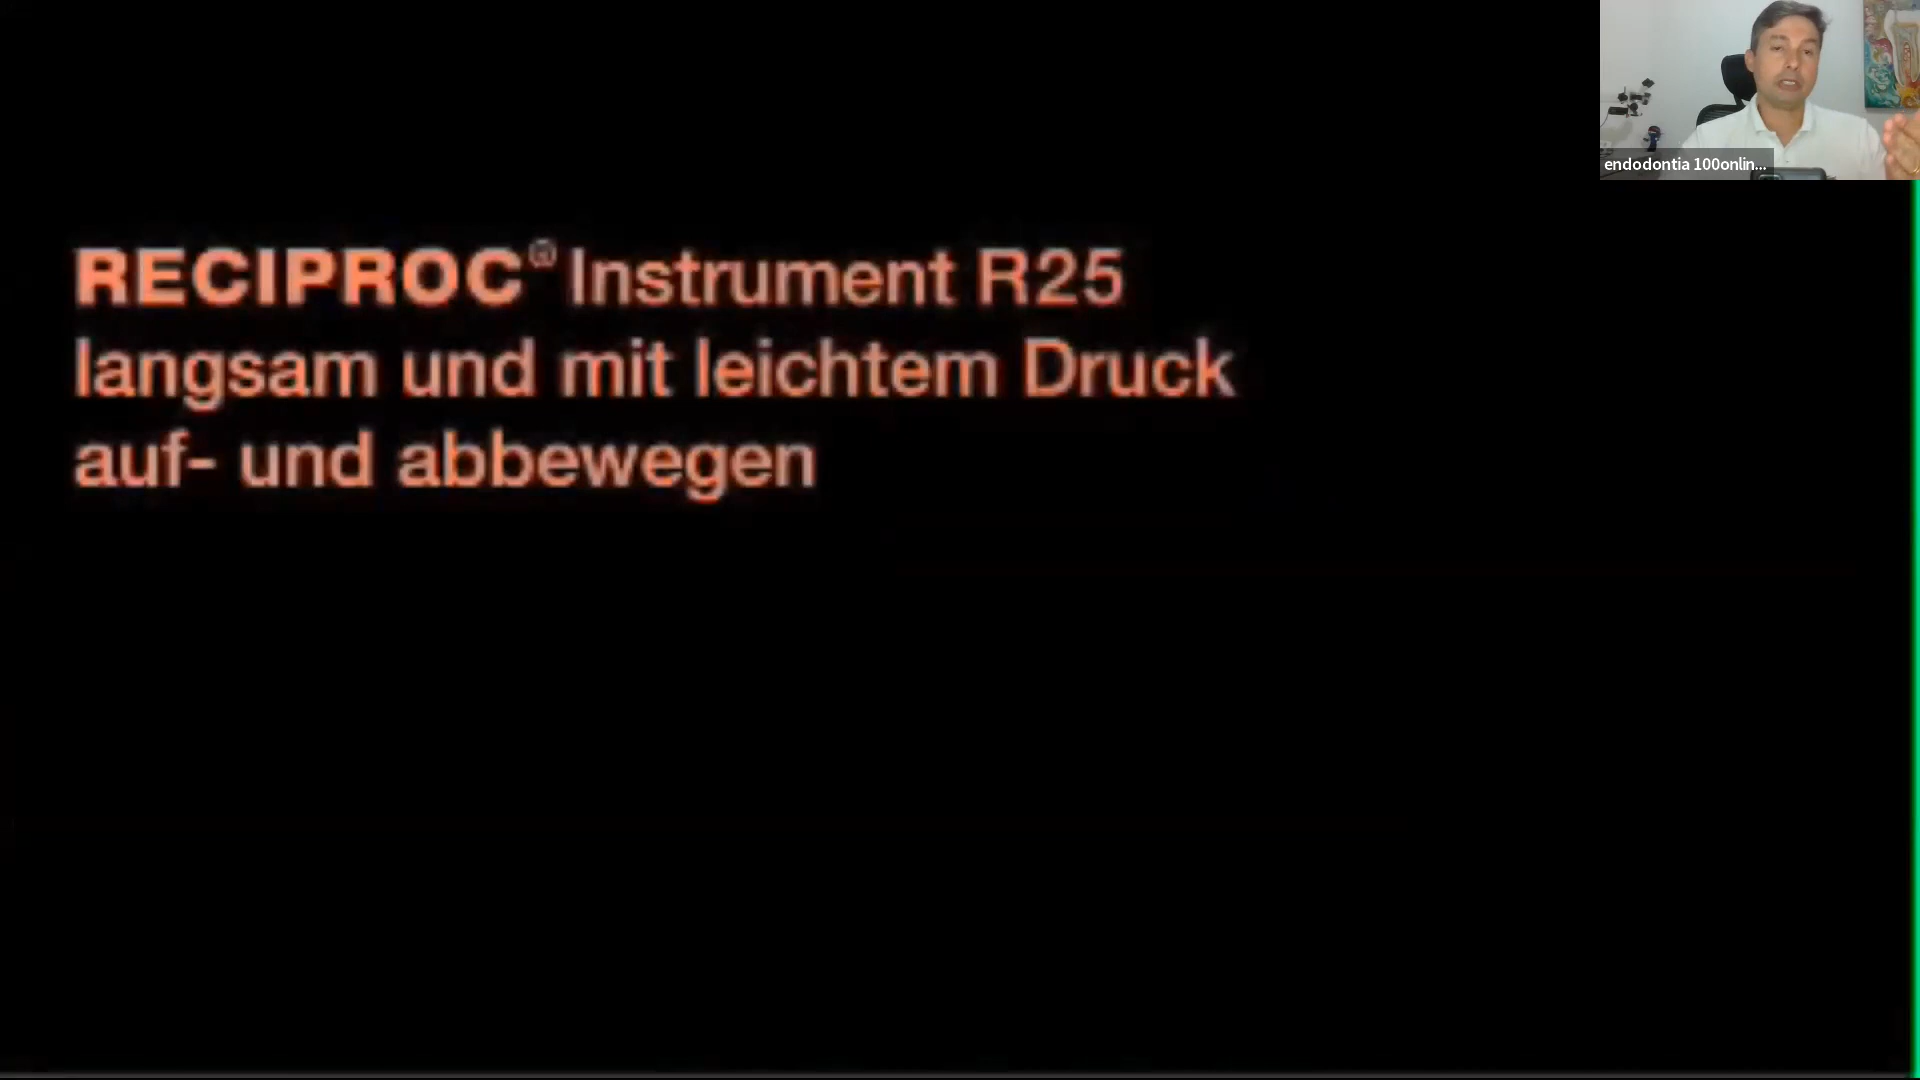 RECIPROC® Instrument R25
langsam und mit leichtem Druck
auf- und abbewegen
endodontia 100onlin...